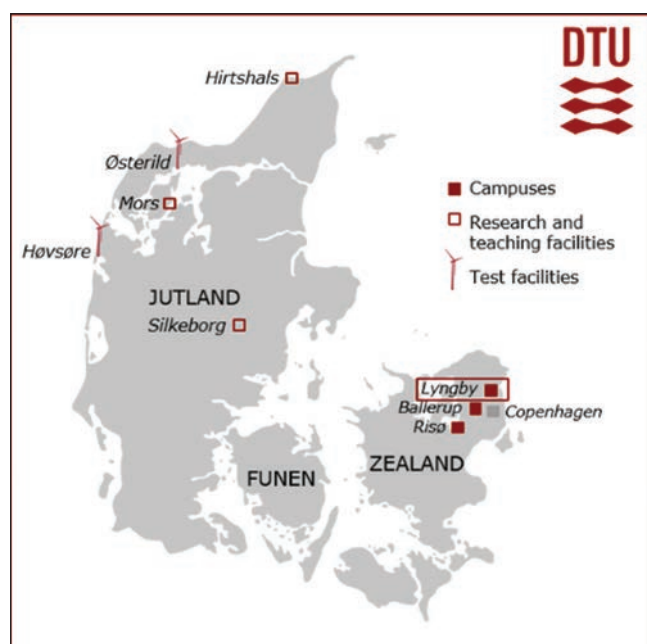 DTU
Hirtshals
Østerild
Mors
Høvsøre
Campuses
Research and
teaching facilities
Test facilities
JUTLAND
Silkeborg
Lyngby
Ballerup
Copenhagen
Risø
ZEALAND
FUNEN